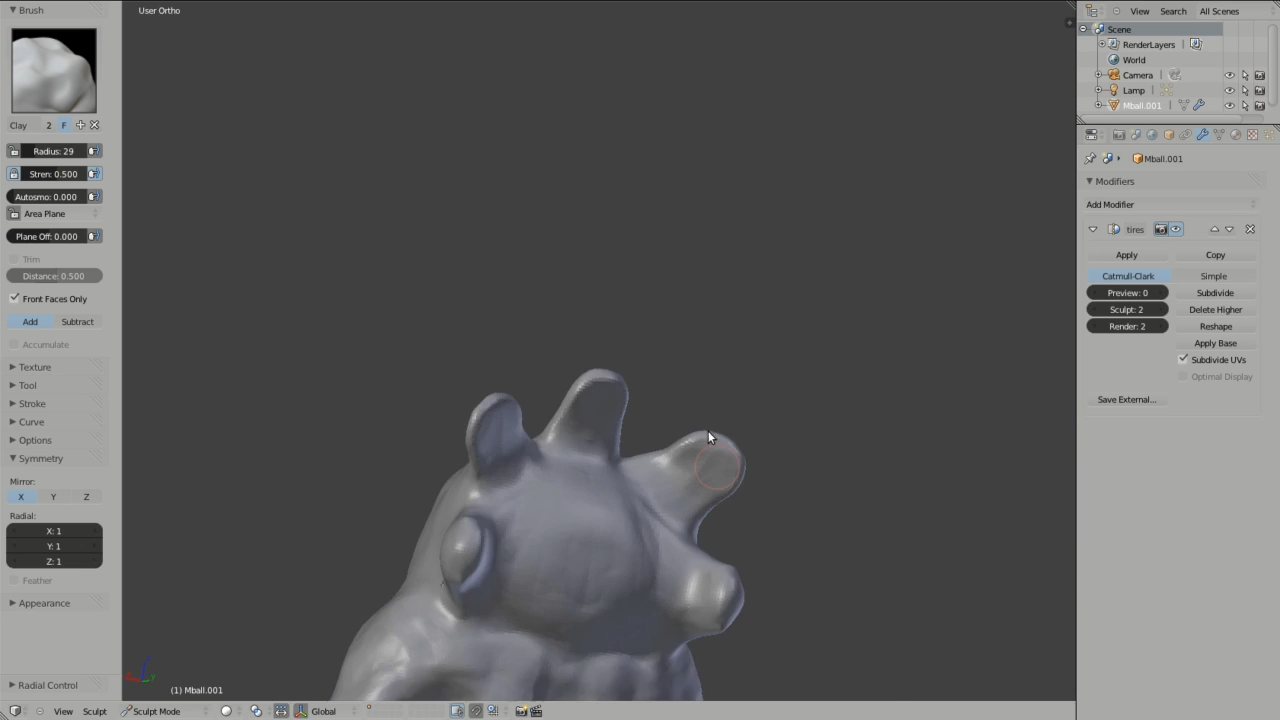 Brush
User Ortho
Clay 2 F
Radius: 29
Stren: 0.500
Autosmo: 0.000
Area Plane
Plane Off: 0.000
Trim
Distance: 0.500
Front Faces Only
Add Subtract
Accumulate
Texture
Tool
Stroke
Curve
Options
Symmetry
Mirror:
X Y Z
Radial:
X: 1
Y: 1
Z: 1
Feather
Appearance
Radial Control
(1) Mball.001
View Sculpt Sculpt Mode Global
View Search All Scenes
Scene
RenderLayers
World
Camera
Lamp
Mball.001
Mball.001
Modifiers
Add Modifier
tires
Apply Copy
Catmull-Clark Simple
Preview: 0 Subdivide
Sculpt: 2 Delete Higher
Render: 2 Reshape
Apply Base
Subdivide UVs
Optimal Display
Save External...